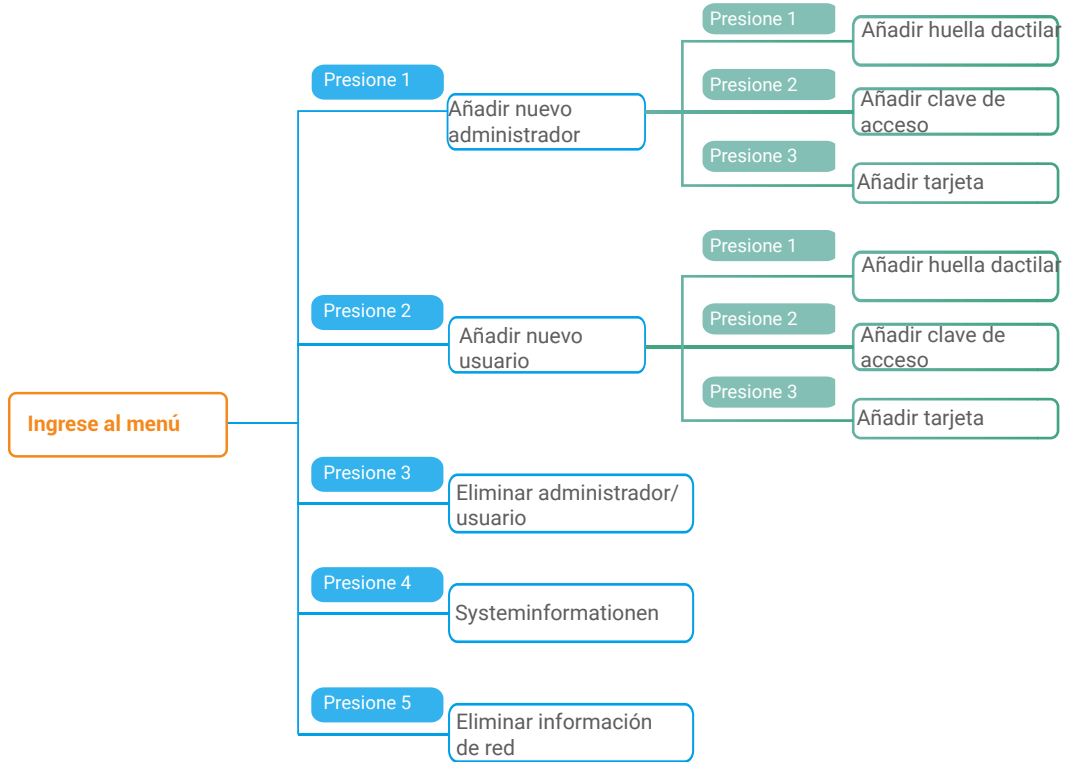 Ingrese al menú
Presione 1
Añadir nuevo
administrador
Presione 1
Añadir huella dactilar
Presione 2
Añadir clave de
acceso
Presione 3
Añadir tarjeta
Presione 2
Añadir nuevo
usuario
Presione 1
Añadir huella dactilar
Presione 2
Añadir clave de
acceso
Presione 3
Añadir tarjeta
Presione 3
Eliminar administrador/
usuario
Presione 4
Systeminformationen
Presione 5
Eliminar información
de red